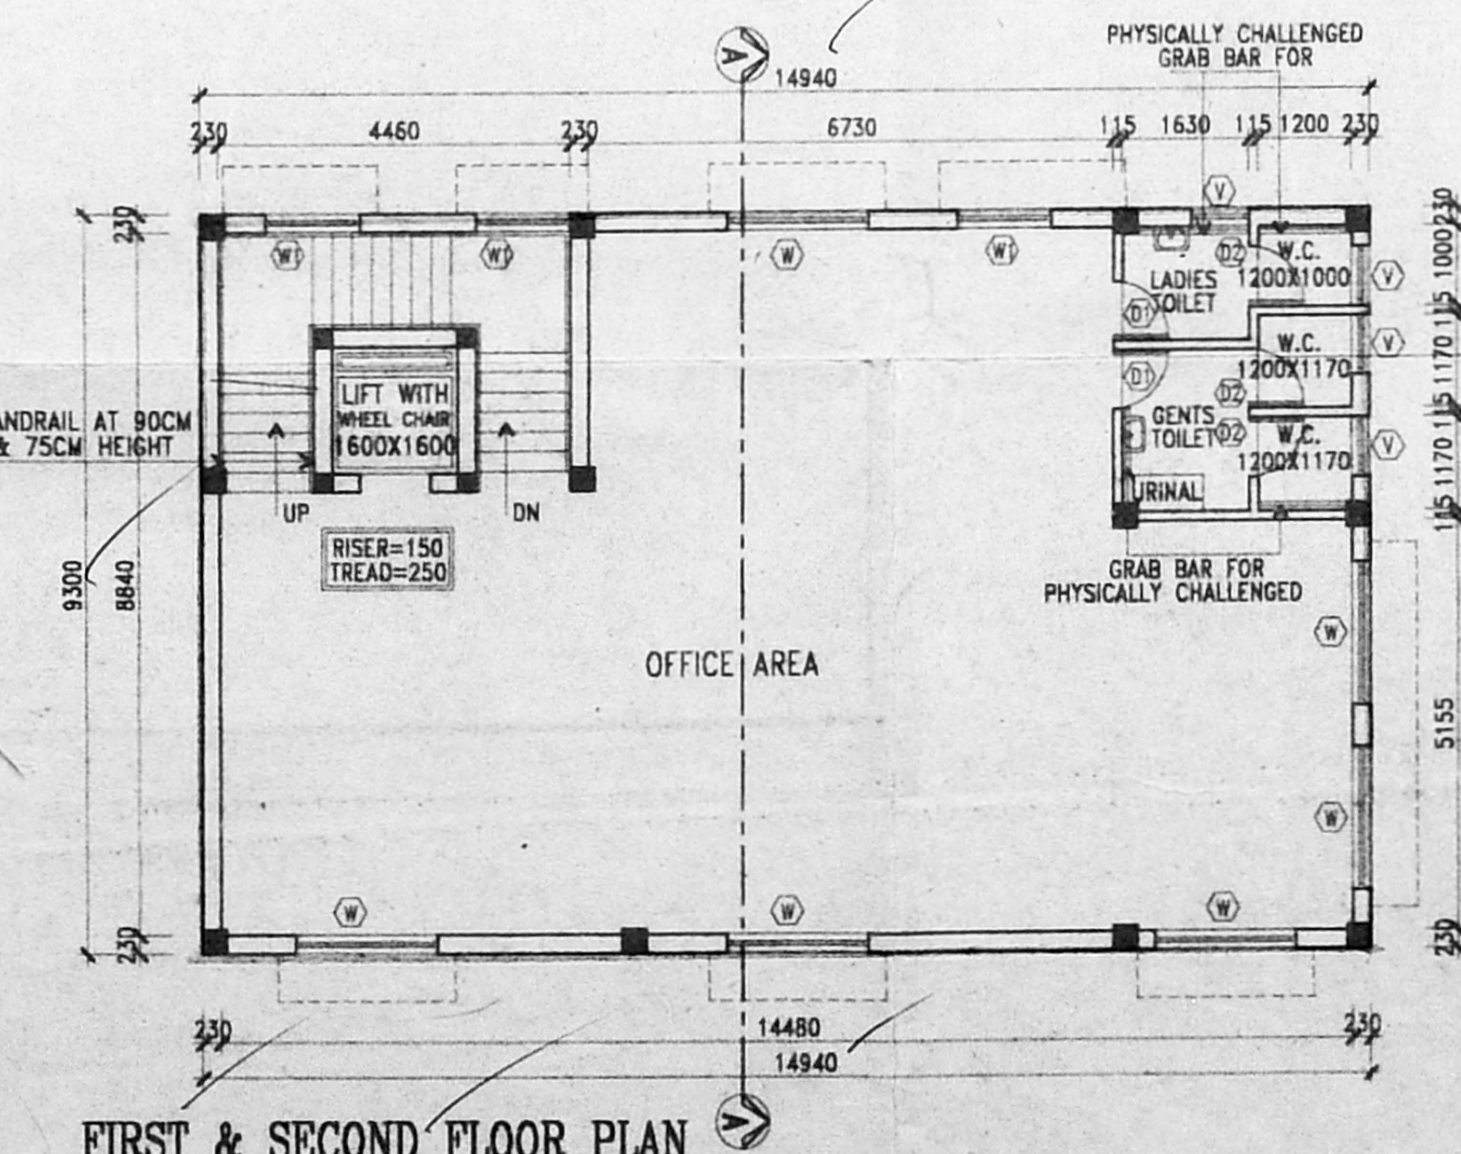 PHYSICALLY CHALLENGED
GRAB BAR FOR
A
14940
230 4460 230 6730 115 1630 115 1200 230
V
230
230
W1 W1 W W1
D2 W.C.
1200X1000
V
1000
LADIES
TOILET
D1
115
W.C.
1200X1170
V
1170
D1
D2
LIFT WITH
WHEEL CHAIR
1600X1600
115
ANDRAIL AT 90CM
& 75CM HEIGHT
GENTS
TOILET
D2 W.C.
1200X1170
V
1170
URINAL
115
UP DN
RISER=150
TREAD=250
GRAB BAR FOR
PHYSICALLY CHALLENGED
9300
8840
W
OFFICE AREA
5155
W
W W W
230
230
230 14480 230
14940
A
FIRST & SECOND FLOOR PLAN